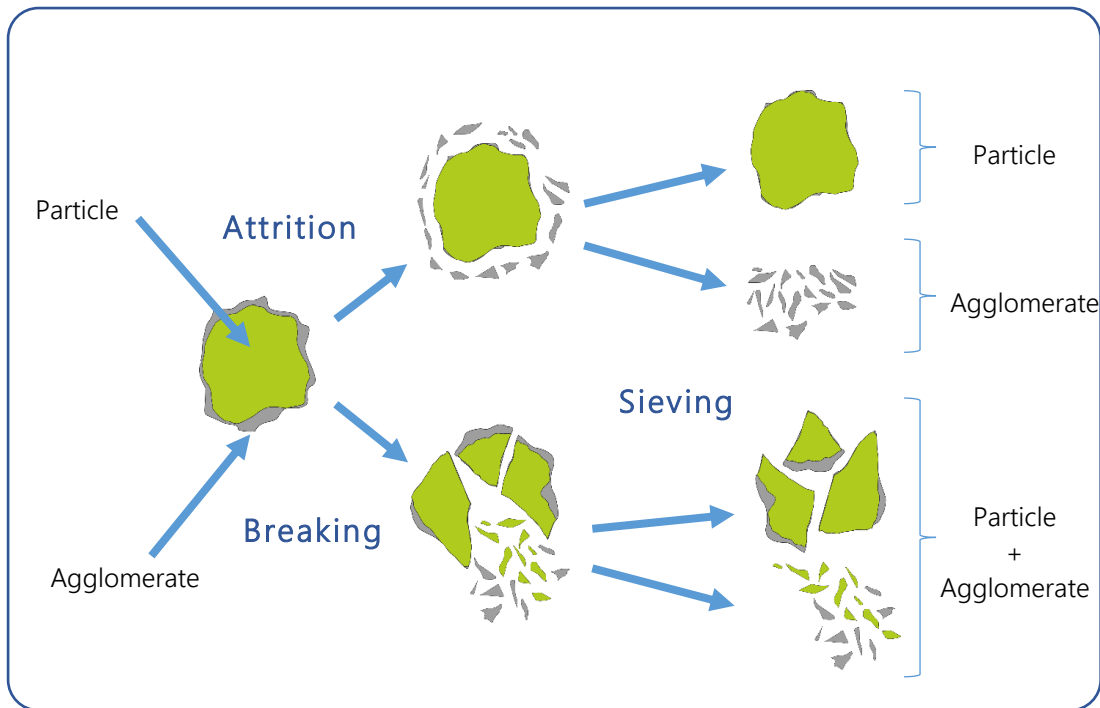 Particle
Attrition
Agglomerate
Breaking
Sieving
Particle
Agglomerate
Particle
+
Agglomerate